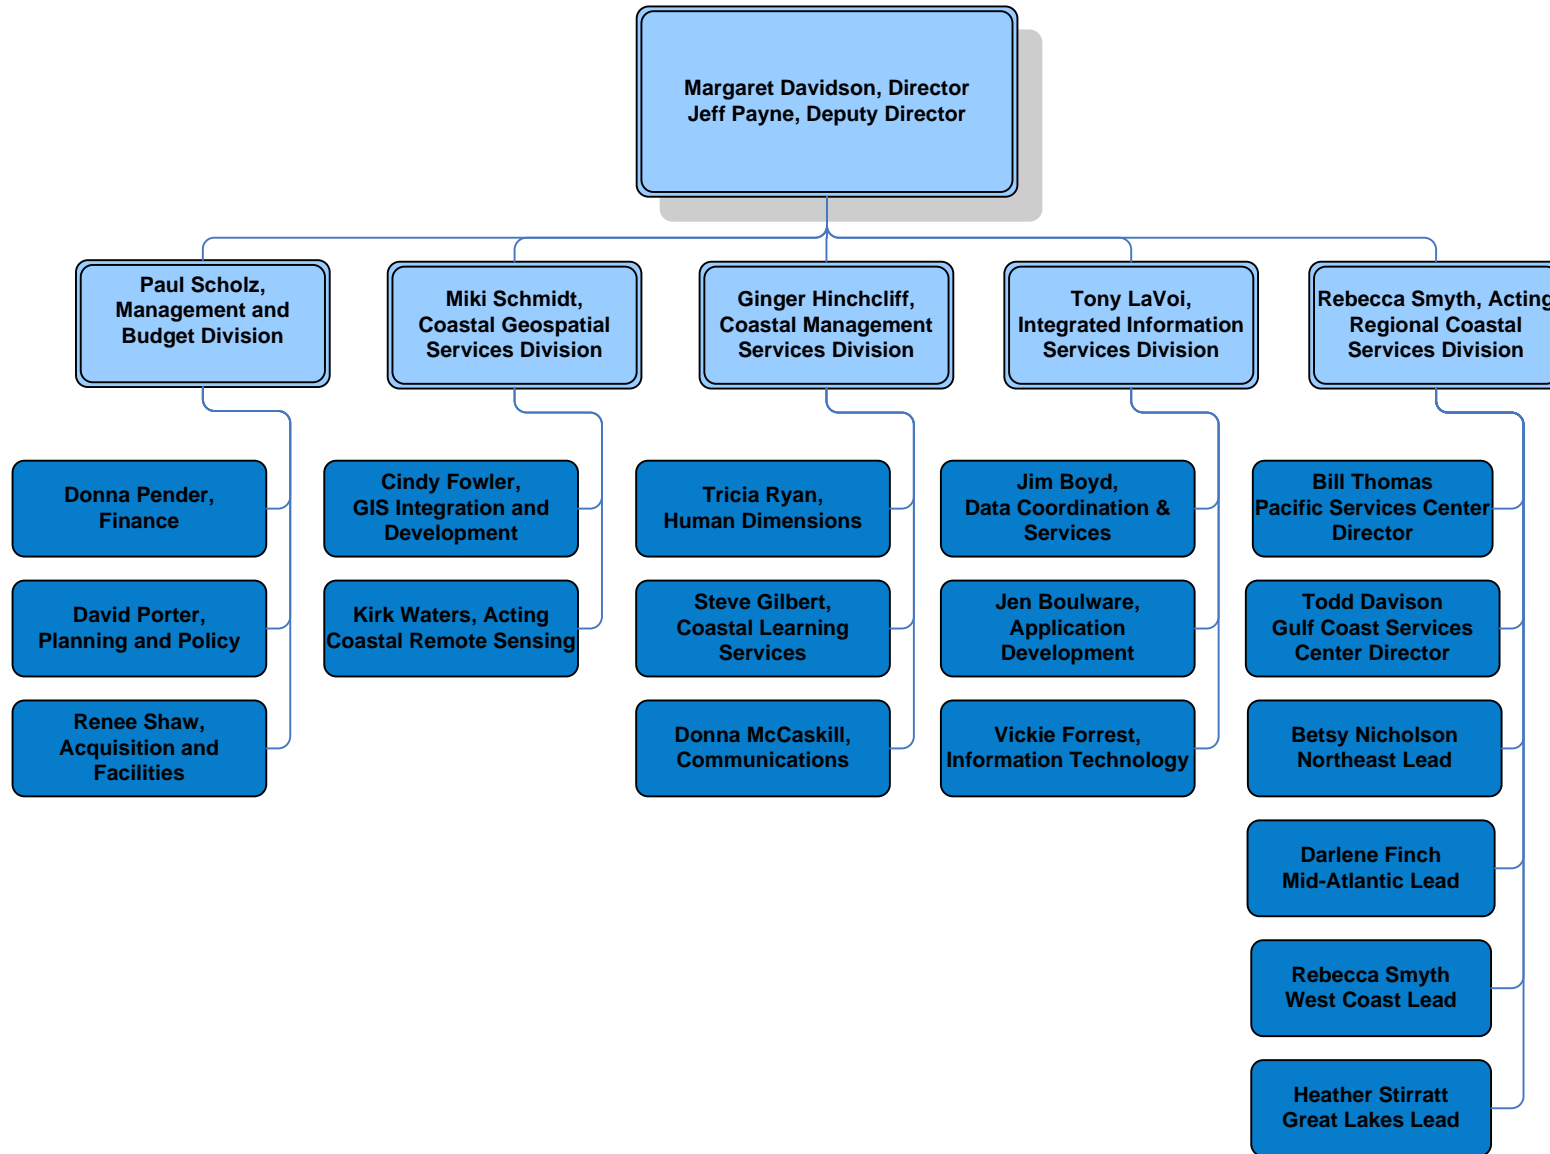 Margaret Davidson, Director
Jeff Payne, Deputy Director
Paul Scholz,
Management and
Budget Division
Miki Schmidt,
Coastal Geospatial
Services Division
Ginger Hinchcliff,
Coastal Management
Services Division
Tony LaVoi,
Integrated Information
Services Division
Rebecca Smyth, Acting
Regional Coastal
Services Division
Donna Pender,
Finance
David Porter,
Planning and Policy
Renee Shaw,
Acquisition and
Facilities
Cindy Fowler,
GIS Integration and
Development
Kirk Waters, Acting
Coastal Remote Sensing
Tricia Ryan,
Human Dimensions
Steve Gilbert,
Coastal Learning
Services
Donna McCaskill,
Communications
Jim Boyd,
Data Coordination &
Services
Jen Boulware,
Application
Development
Vickie Forrest,
Information Technology
Bill Thomas
Pacific Services Center
Director
Todd Davison
Gulf Coast Services
Center Director
Betsy Nicholson
Northeast Lead
Darlene Finch
Mid-Atlantic Lead
Rebecca Smyth
West Coast Lead
Heather Stirratt
Great Lakes Lead